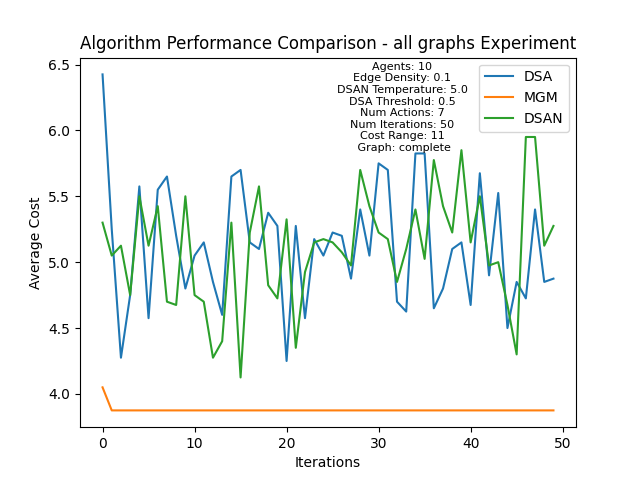 Algorithm Performance Comparison - all graphs Experiment
Agents: 10
Edge Density: 0.1
DSAN Temperature: 5.0
DSA Threshold: 0.5
Num Actions: 7
Num Iterations: 50
Cost Range: 11
Graph: complete
DSA
MGM
DSAN
Average Cost
6.5
6.0
5.5
5.0
4.5
4.0
0
10
20
30
40
50
Iterations